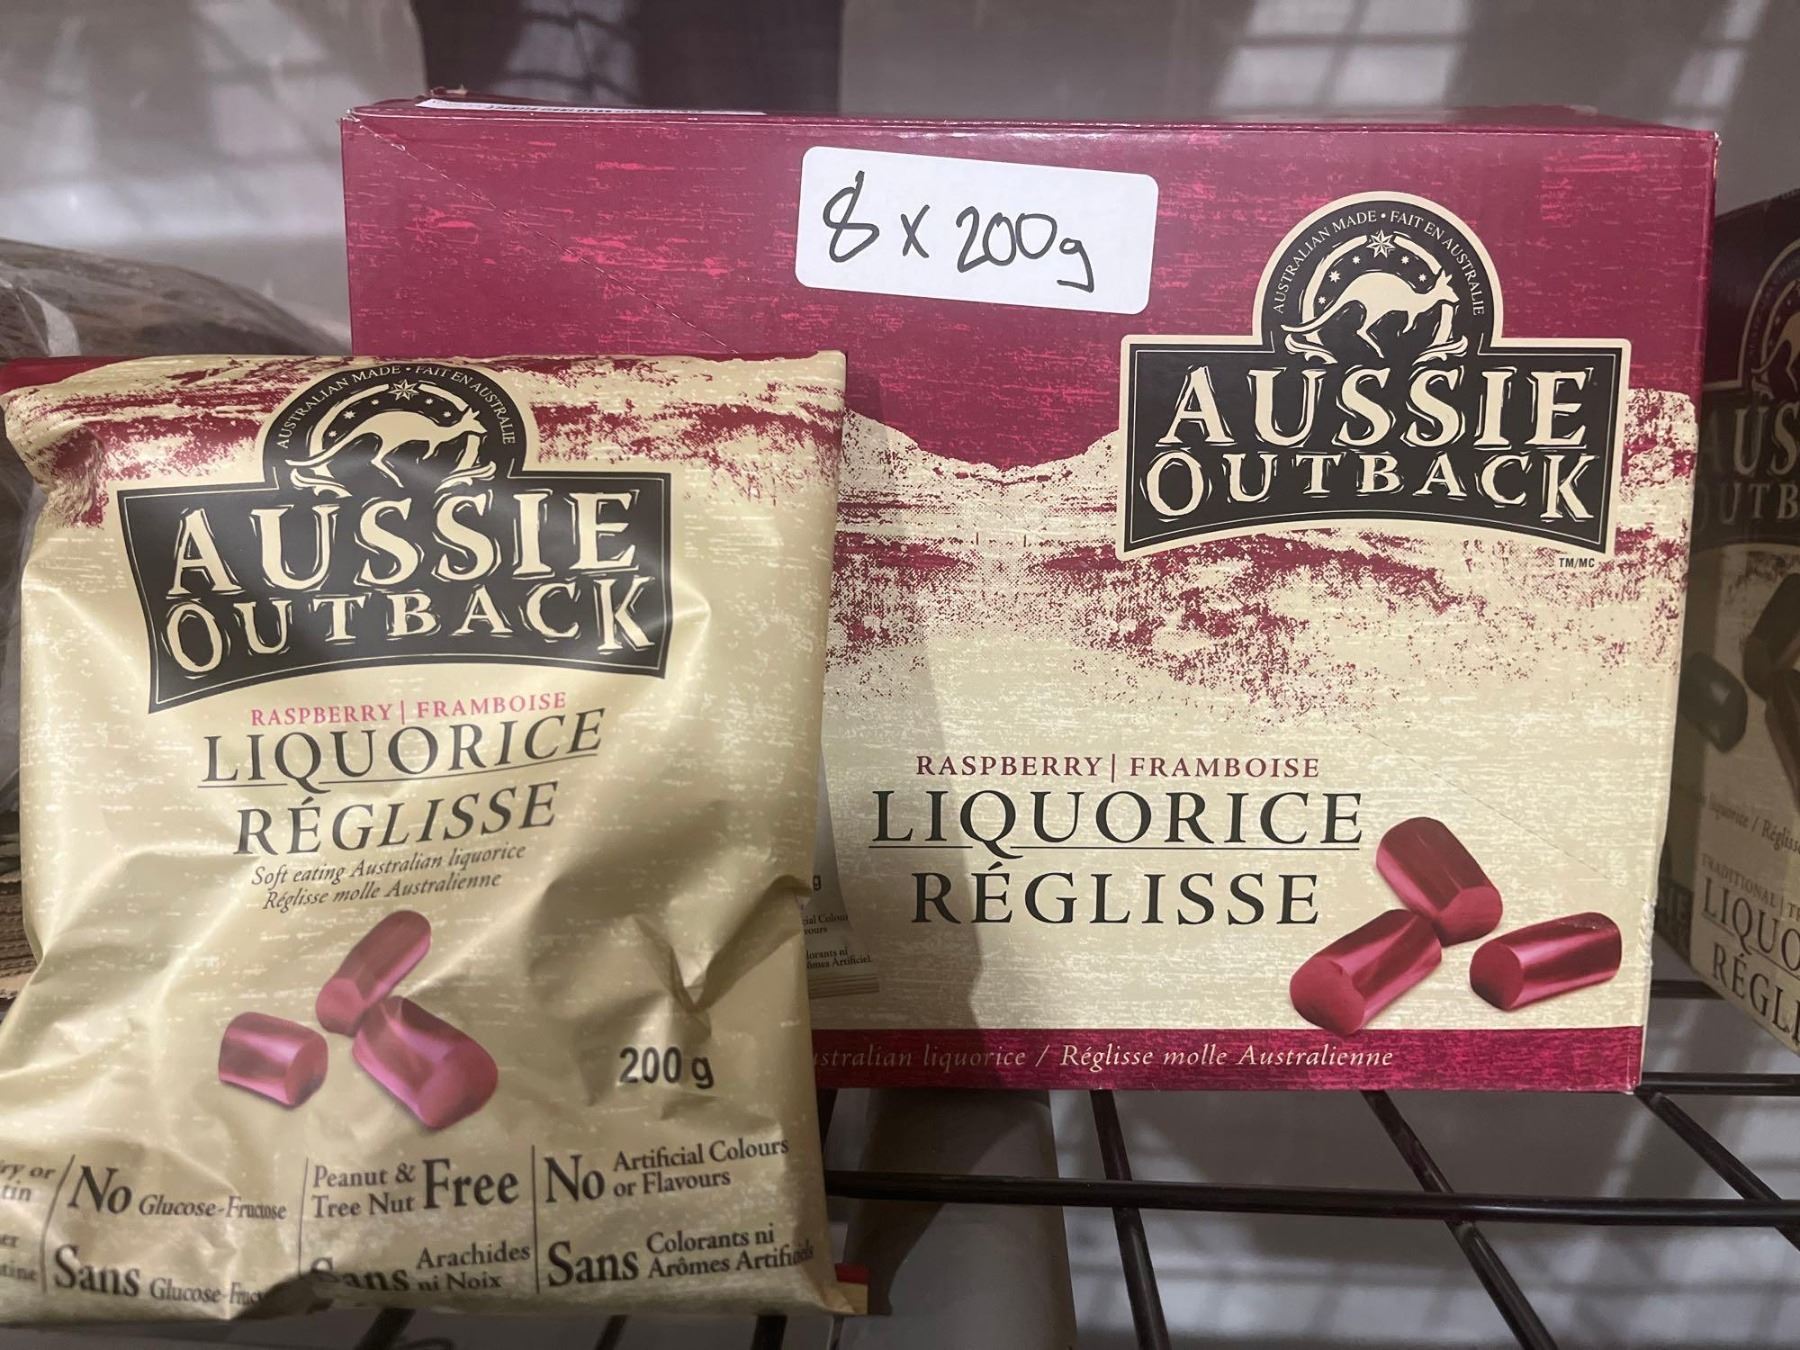 AUSTRALIAN MADE • FAIT EN AUSTRALIE
AUSSIE
OUTBACK
RASPBERRY | FRAMBOISE
LIQUORICE
RÉGLISSE
Soft eating Australian liquorice
Réglisse molle Australienne
200 g
No Glucose-Fructose
Peanut & Tree Nut Free
No Artificial Colours or Flavours
Sans
Sans Arachides ni Noix
Sans Colorants ni Arômes Artificiels
8 x 200g
AUSTRALIAN MADE • FAIT EN AUSTRALIE
AUSSIE
OUTBACK
TM/MC
RASPBERRY | FRAMBOISE
LIQUORICE
RÉGLISSE
liquorice / Réglisse molle Australienne
TRADITIONAL